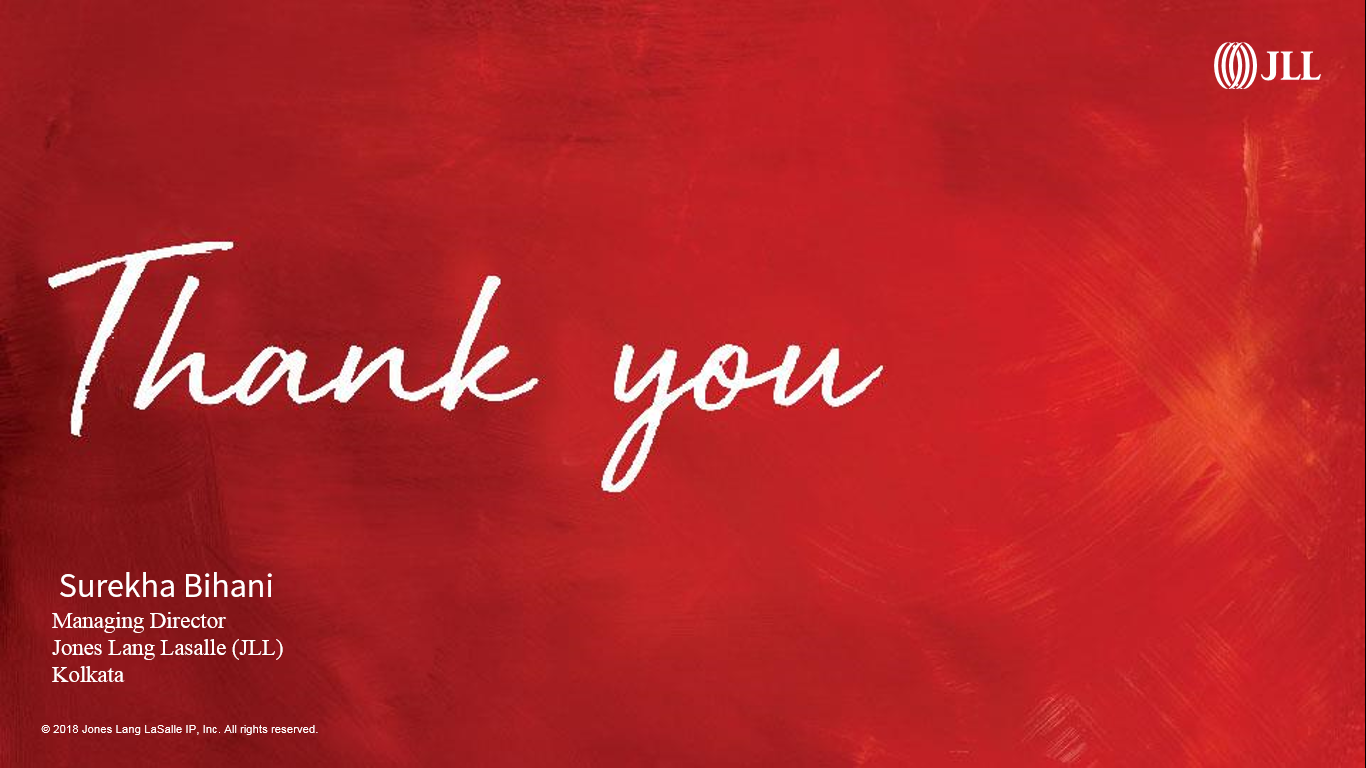 JLL
Thank you
Surekha Bihani
Managing Director
Jones Lang Lasalle (JLL)
Kolkata
© 2018 Jones Lang LaSalle IP, Inc. All rights reserved.